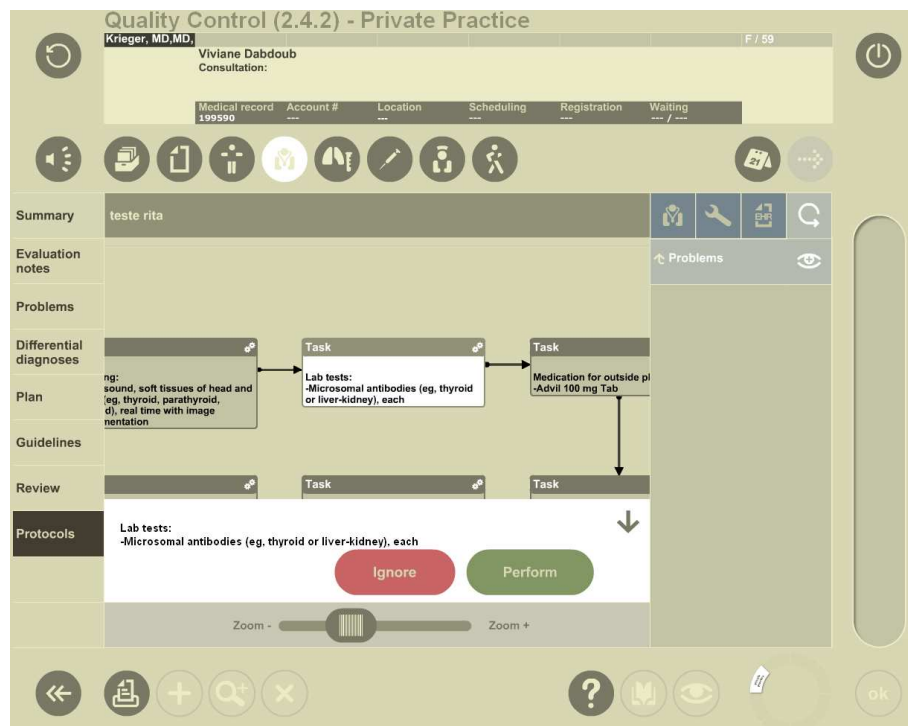 Quality Control (2.4.2) - Private Practice
Krieger, MD,MD,
F / 59
Viviane Dabdoub
Consultation:
Medical record Account # Location Scheduling Registration Waiting
199590 --- --- --- --- --- / ---
21
Summary
teste rita
EHR
Evaluation
notes
Problems
Problems
Differential
diagnoses
Plan
Guidelines
Review
Protocols
ng:
sound, soft tissues of head and
(eg, thyroid, parathyroid,
d), real time with image
mentation
Task
Lab tests:
-Microsomal antibodies (eg, thyroid
or liver-kidney), each
Task
Medication for outside pl
-Advil 100 mg Tab
Task
Task
Lab tests:
-Microsomal antibodies (eg, thyroid or liver-kidney), each
Ignore
Perform
Zoom -
Zoom +
?
ok